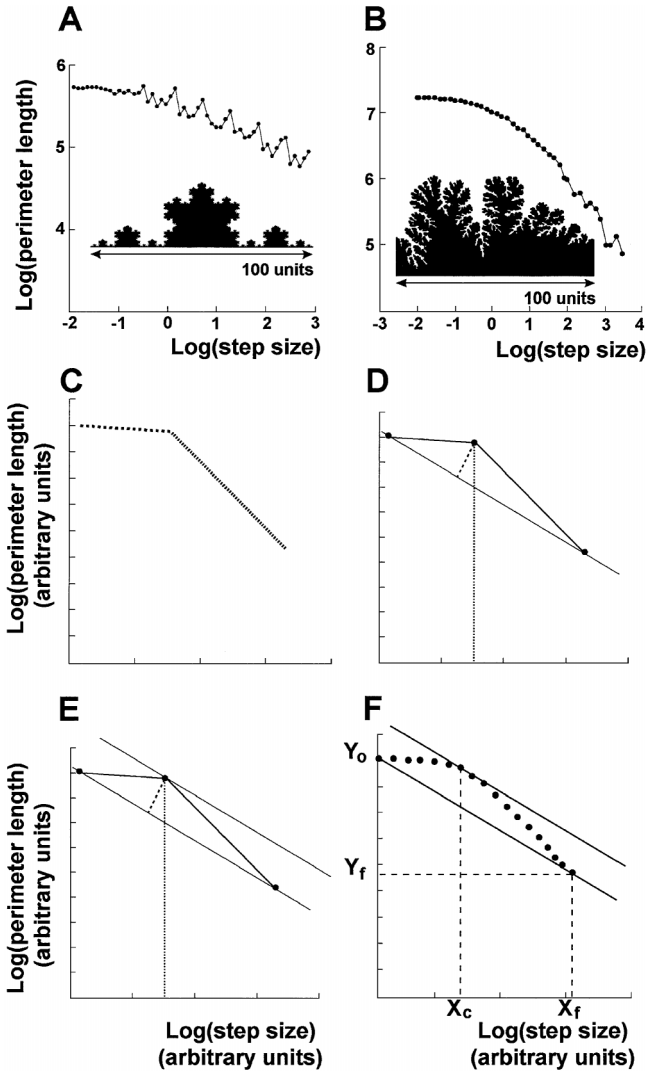 A
B
Log(perimeter length)
6
5
4
8
7
6
5
100 units
100 units
-2 -1 0 1 2 3
-3 -2 -1 0 1 2 3 4
Log(step size)
Log(step size)
C
D
Log(perimeter length)
(arbitrary units)
E
F
Log(perimeter length)
(arbitrary units)
Yo
Yf
Xc
Xf
Log(step size)
(arbitrary units)
Log(step size)
(arbitrary units)